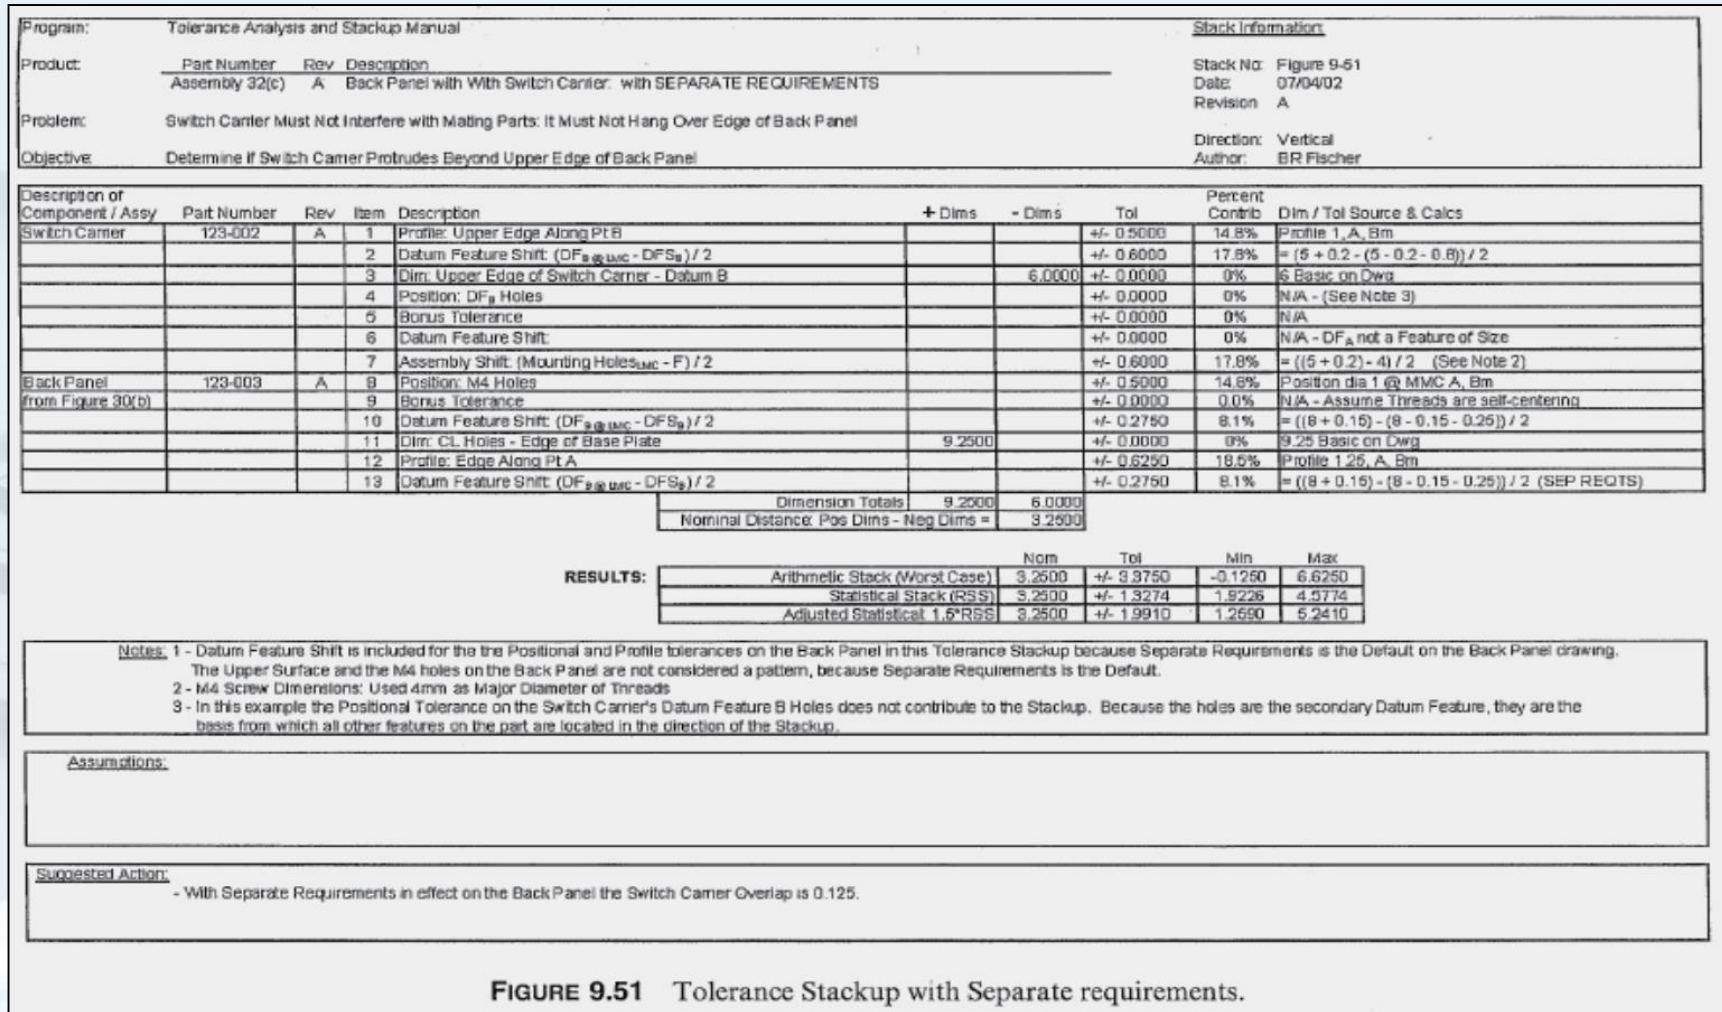 Program: Tolerance Analysis and Stackup Manual Stack Information:
Product: Part Number Rev Description Stack No: Figure 9-51
Assembly 32(c) A Back Panel with With Switch Carrier: with SEPARATE REQUIREMENTS Date: 07/04/02
Revision A
Problem: Switch Carrier Must Not Interfere with Mating Parts: It Must Not Hang Over Edge of Back Panel
Direction: Vertical
Objective: Determine if Switch Carrier Protrudes Beyond Upper Edge of Back Panel Author: BR Fischer
Description of Percent
Component / Assy Part Number Rev Item Description + Dims - Dims Tol Contrib Dim / Tol Source & Calcs
Switch Carrier 123-002 A 1 Profile: Upper Edge Along Pt B +/- 0.5000 14.8% Profile 1, A, Bm
2 Datum Feature Shift: (DFB @ LMC - DFSB) / 2 +/- 0.6000 17.8% = (5 + 0.2 - (5 - 0.2 - 0.8)) / 2
3 Dim: Upper Edge of Switch Carrier - Datum B 6.0000 +/- 0.0000 0% 6 Basic on Dwg
4 Position: DFB Holes +/- 0.0000 0% N/A - (See Note 3)
5 Bonus Tolerance +/- 0.0000 0% N/A
6 Datum Feature Shift: +/- 0.0000 0% N/A - DFA not a Feature of Size
7 Assembly Shift: (Mounting HolesLMC - F) / 2 +/- 0.6000 17.8% = ((5 + 0.2) - 4) / 2 (See Note 2)
Back Panel 123-003 A 8 Position: M4 Holes +/- 0.5000 14.8% Position dia 1 @ MMC A, Bm
from Figure 30(b) 9 Bonus Tolerance +/- 0.0000 0.0% N/A - Assume Threads are self-centering
10 Datum Feature Shift: (DFB @ LMC - DFSB) / 2 +/- 0.2750 8.1% = ((8 + 0.15) - (8 - 0.15 - 0.25)) / 2
11 Dim: CL Holes - Edge of Base Plate 9.2500 +/- 0.0000 0% 9.25 Basic on Dwg
12 Profile: Edge Along Pt A +/- 0.6250 18.5% Profile 1.25, A, Bm
13 Datum Feature Shift: (DFB @ LMC - DFSB) / 2 +/- 0.2750 8.1% = ((8 + 0.15) - (8 - 0.15 - 0.25)) / 2 (SEP REQTS)
Dimension Totals 9.2500 6.0000
Nominal Distance: Pos Dims - Neg Dims = 3.2500
Nom Tol Min Max
RESULTS: Arithmetic Stack (Worst Case) 3.2500 +/- 3.3750 -0.1250 6.6250
Statistical Stack (RSS) 3.2500 +/- 1.3274 1.9226 4.5774
Adjusted Statistical: 1.5*RSS 3.2500 +/- 1.9910 1.2590 5.2410
Notes: 1 - Datum Feature Shift is included for the the Positional and Profile tolerances on the Back Panel in this Tolerance Stackup because Separate Requirements is the Default on the Back Panel drawing.
The Upper Surface and the M4 holes on the Back Panel are not considered a pattern, because Separate Requirements is the Default.
2 - M4 Screw Dimensions: Used 4mm as Major Diameter of Threads
3 - In this example the Positional Tolerance on the Switch Carrier's Datum Feature B Holes does not contribute to the Stackup. Because the holes are the secondary Datum Feature, they are the
basis from which all other features on the part are located in the direction of the Stackup.
Assumptions:
Suggested Action:
- With Separate Requirements in effect on the Back Panel the Switch Carrier Overlap is 0.125.
FIGURE 9.51 Tolerance Stackup with Separate requirements.